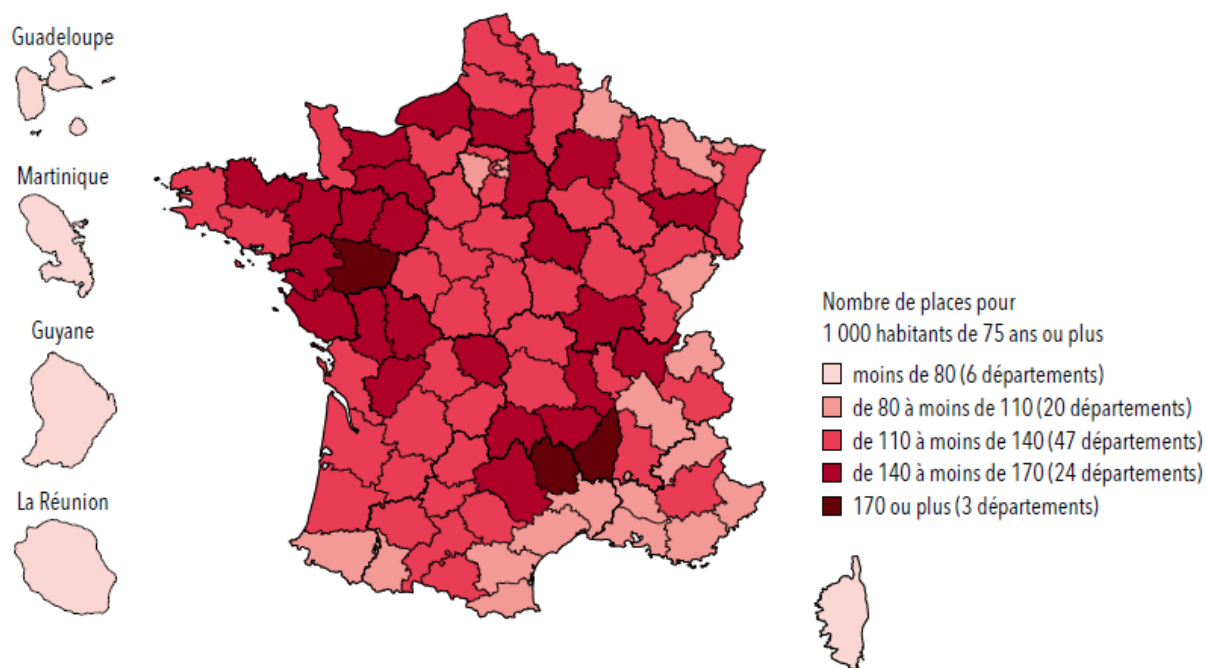 Guadeloupe
Martinique
Guyane
La Réunion
Nombre de places pour
1 000 habitants de 75 ans ou plus
moins de 80 (6 départements)
de 80 à moins de 110 (20 départements)
de 110 à moins de 140 (47 départements)
de 140 à moins de 170 (24 départements)
170 ou plus (3 départements)